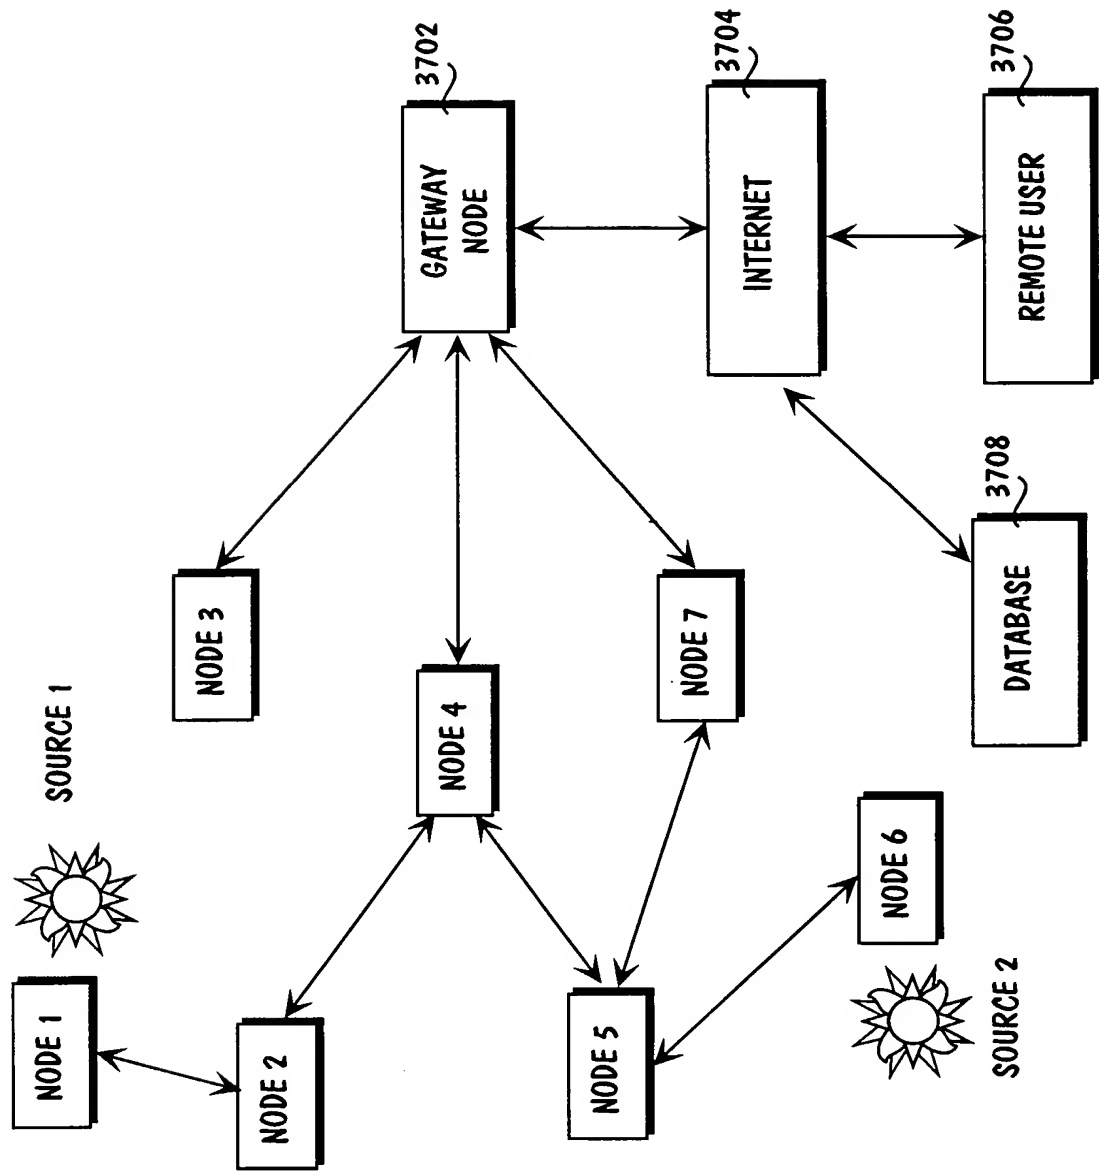 SOURCE 1
NODE 1
NODE 2
NODE 3
NODE 4
NODE 5
NODE 6
NODE 7
SOURCE 2
GATEWAY
NODE
3702
INTERNET
3704
REMOTE USER
3706
DATABASE
3708